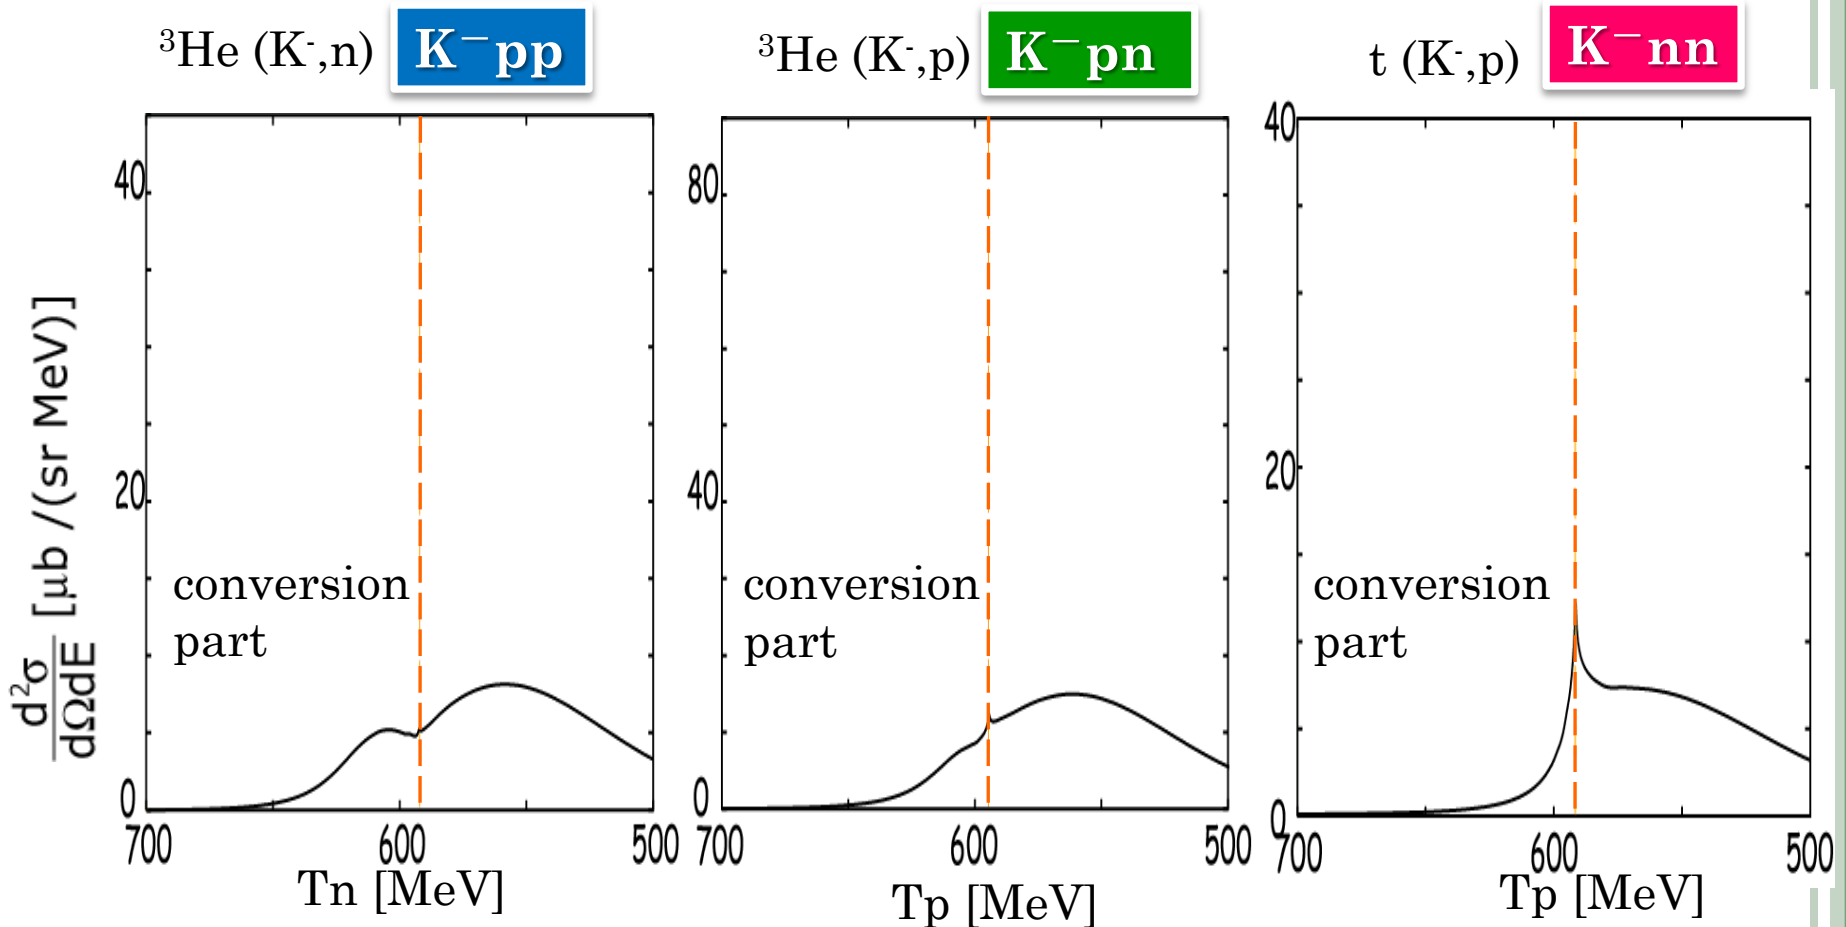 ³He (K⁻,n) K⁻pp
40
20
0
conversion
part
700 600 500
Tn [MeV]
d²σ/dΩdE [μb /(sr MeV)]
³He (K⁻,p) K⁻pn
80
40
0
conversion
part
700 600 500
Tp [MeV]
t (K⁻,p) K⁻nn
40
20
0
conversion
part
700 600 500
Tp [MeV]